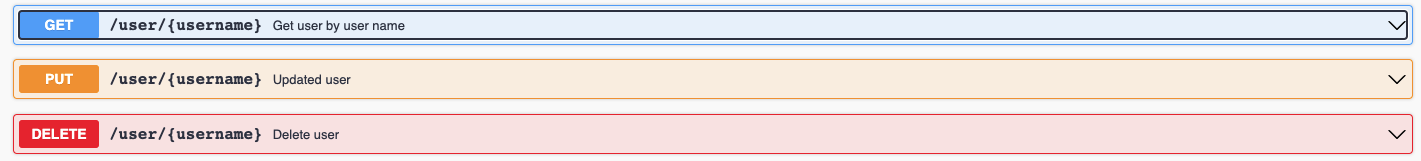 GET /user/{username} Get user by user name
PUT /user/{username} Updated user
DELETE /user/{username} Delete user